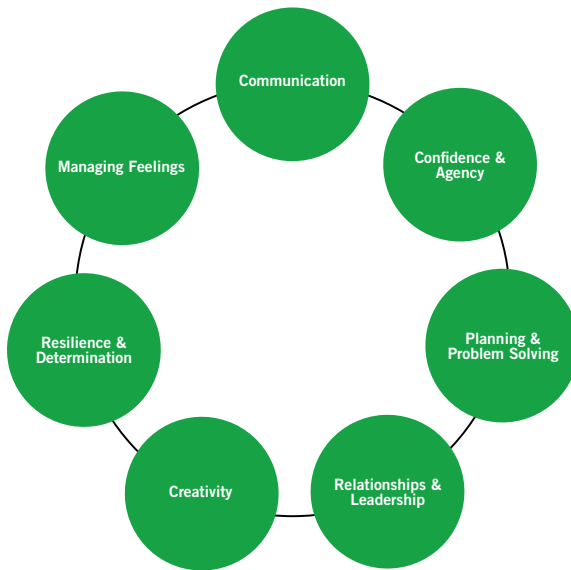 Communication
Confidence &
Agency
Planning &
Problem Solving
Relationships &
Leadership
Creativity
Resilience &
Determination
Managing Feelings